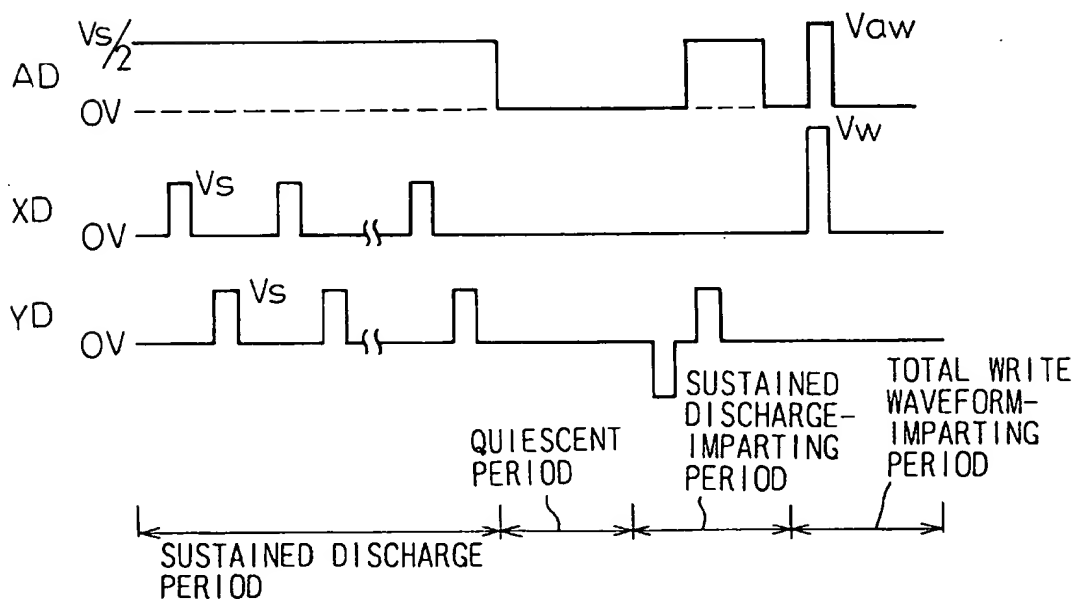 Vs/2
Vaw
AD
0V
Vw
XD
Vs
0V
YD
Vs
0V
SUSTAINED
DISCHARGE-
IMPARTING
PERIOD
TOTAL WRITE
WAVEFORM-
IMPARTING
PERIOD
QUIESCENT
PERIOD
SUSTAINED DISCHARGE
PERIOD